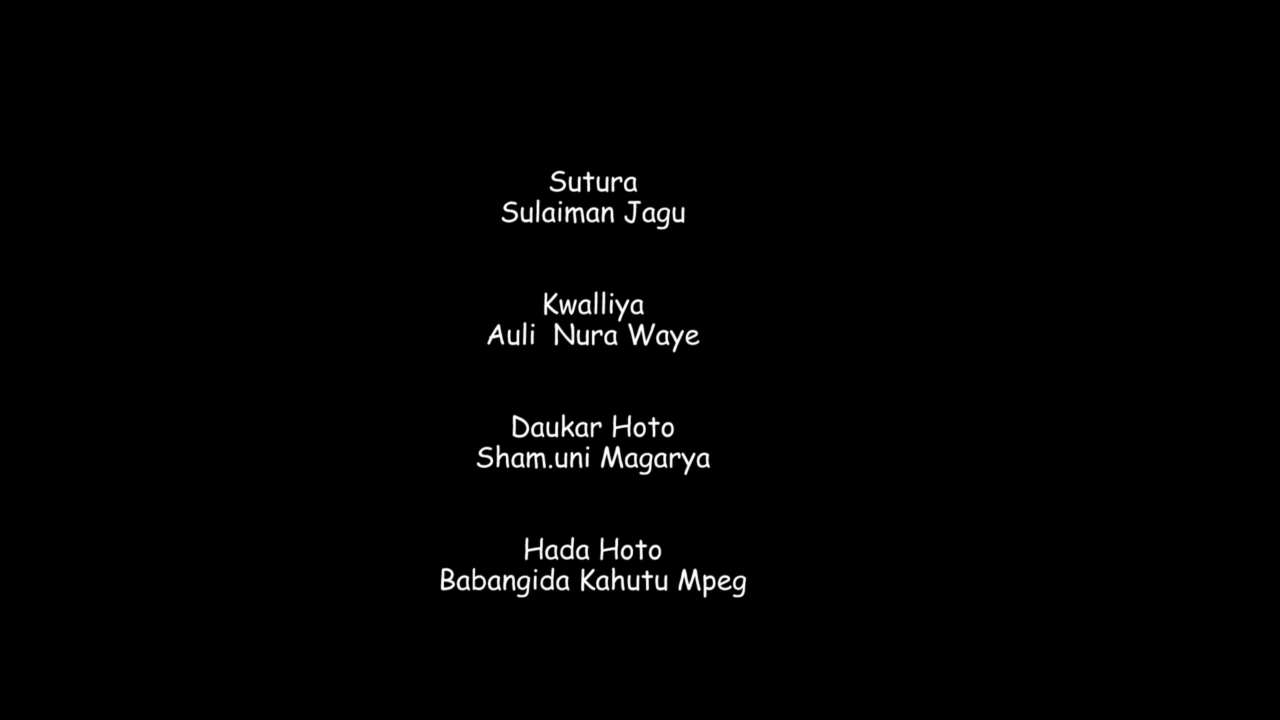 Sutura
Sulaiman Jagu
Kwalliya
Auli  Nura Waye
Daukar Hoto
Sham.uni Magarya
Hada Hoto
Babangida Kahutu Mpeg